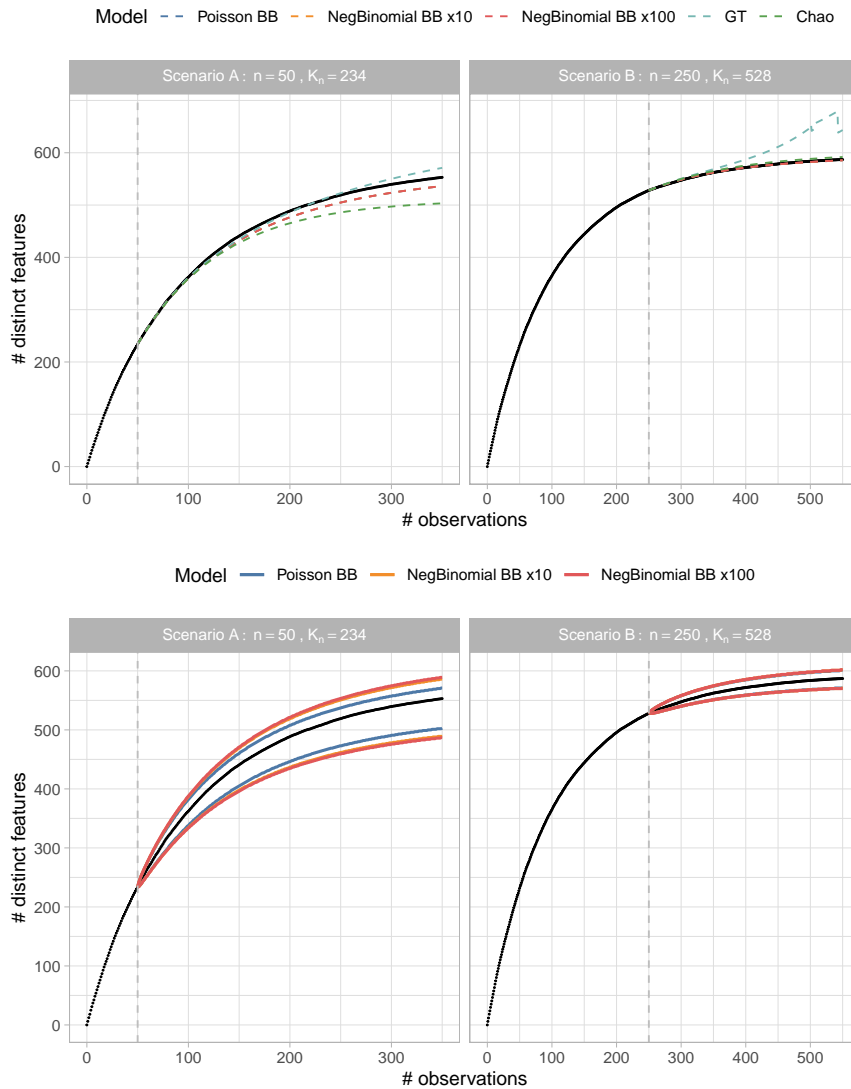 Model Poisson BB NegBinomial BB x10 NegBinomial BB x100 GT Chao
Scenario A : n = 50 , Kₙ = 234 Scenario B : n = 250 , Kₙ = 528
600
400
200
0
# distinct features
0 100 200 300 0 100 200 300 400 500
# observations
Model Poisson BB NegBinomial BB x10 NegBinomial BB x100
Scenario A : n = 50 , Kₙ = 234 Scenario B : n = 250 , Kₙ = 528
600
500
400
300
200
100
0
# distinct features
0 100 200 300 0 100 200 300 400 500
# observations